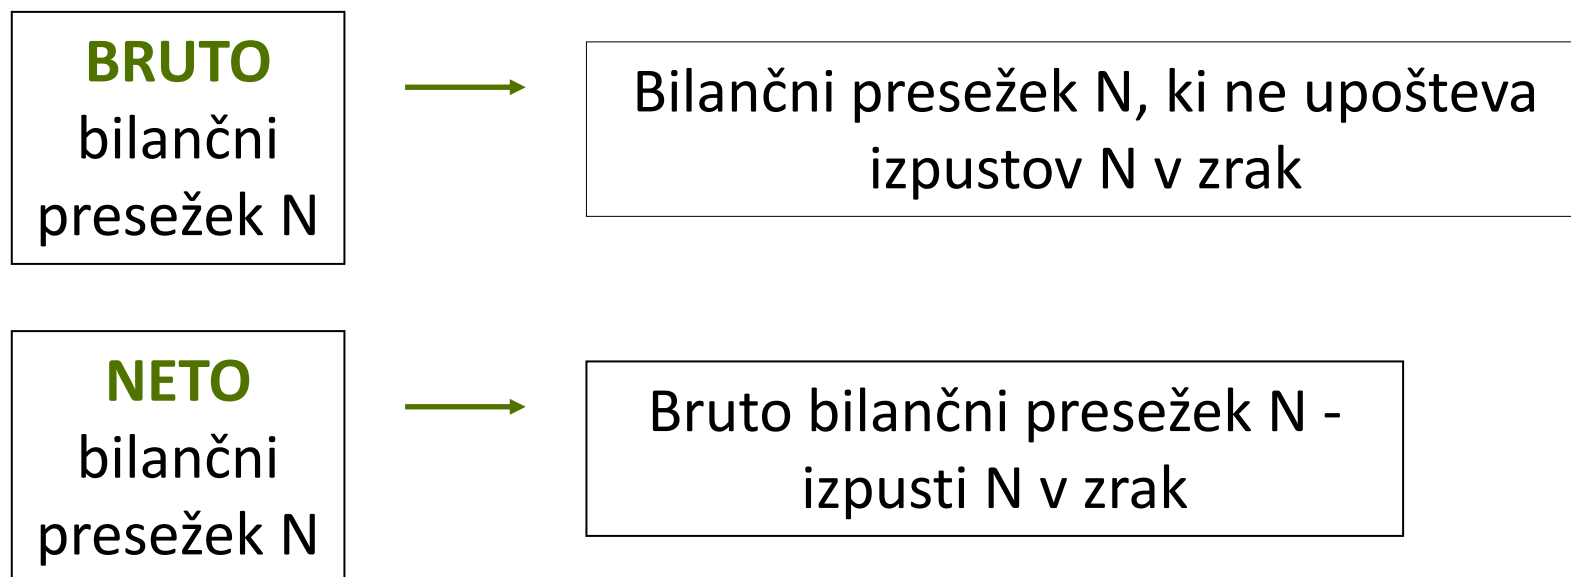 BRUTO
bilančni
presežek N
Bilančni presežek N, ki ne upošteva
izpustov N v zrak
NETO
bilančni
presežek N
Bruto bilančni presežek N -
izpusti N v zrak